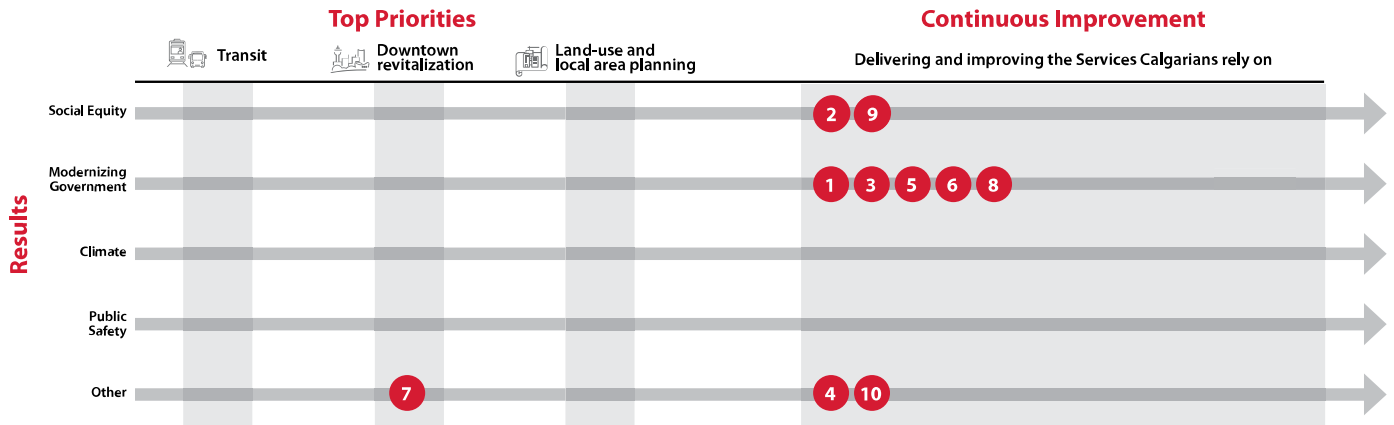 Top Priorities
Continuous Improvement
Transit
Downtown
revitalization
Land-use and
local area planning
Delivering and improving the Services Calgarians rely on
Results
Social Equity
2 9
Modernizing
Government
1 3 5 6 8
Climate
Public
Safety
Other
7
4 10